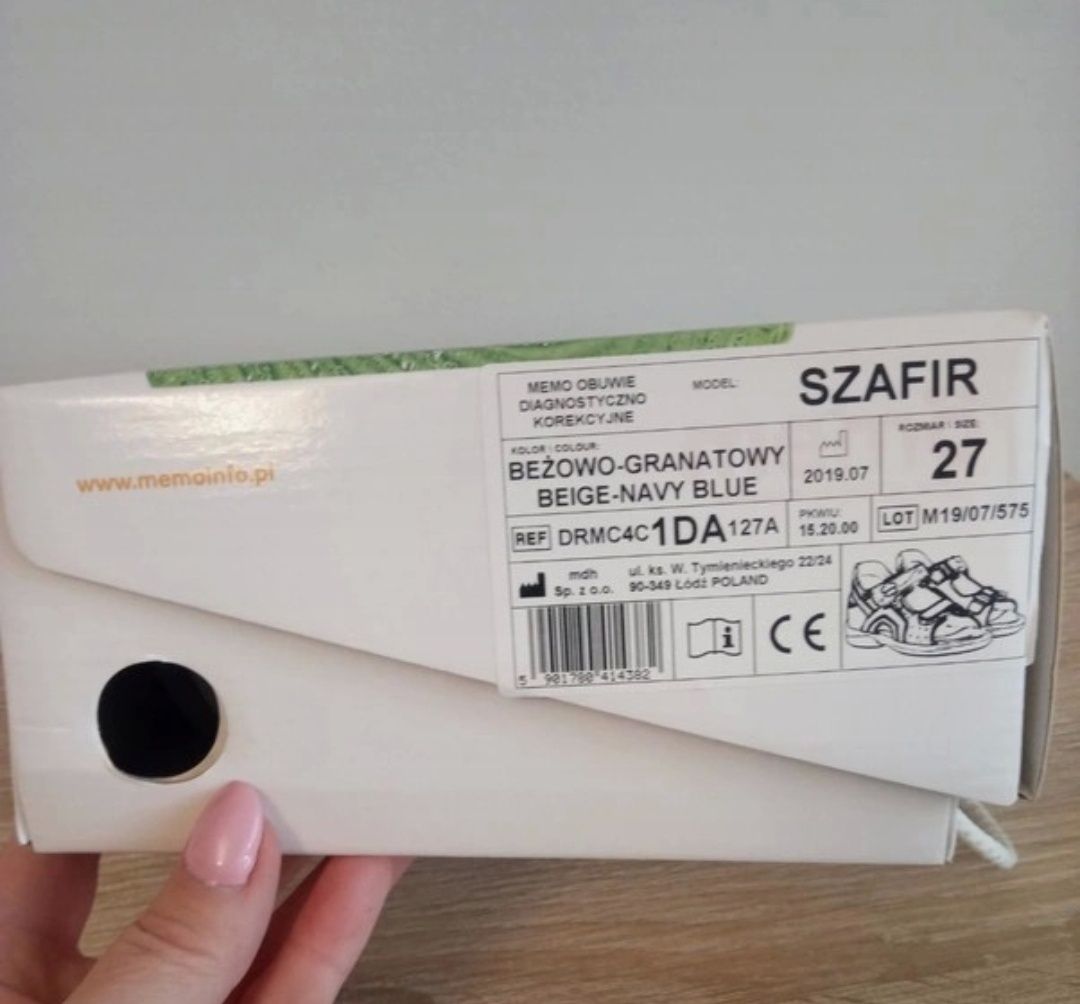 www.memoinfo.pl
MEMO OBUWIE
DIAGNOSTYCZNO
KOREKCYJNE
MODEL:
SZAFIR
KOLOR \ COLOUR:
BEŻOWO-GRANATOWY
BEIGE-NAVY BLUE
2019.07
ROZMIAR \ SIZE:
27
REF DRMC4C1DA127A
PKWIU:
15.20.00
LOT M19/07/575
mdh
Sp. z o.o.
ul. ks. W. Tymienieckiego 22/24
90-349 Łódź POLAND
5 901780 414382
i
CE